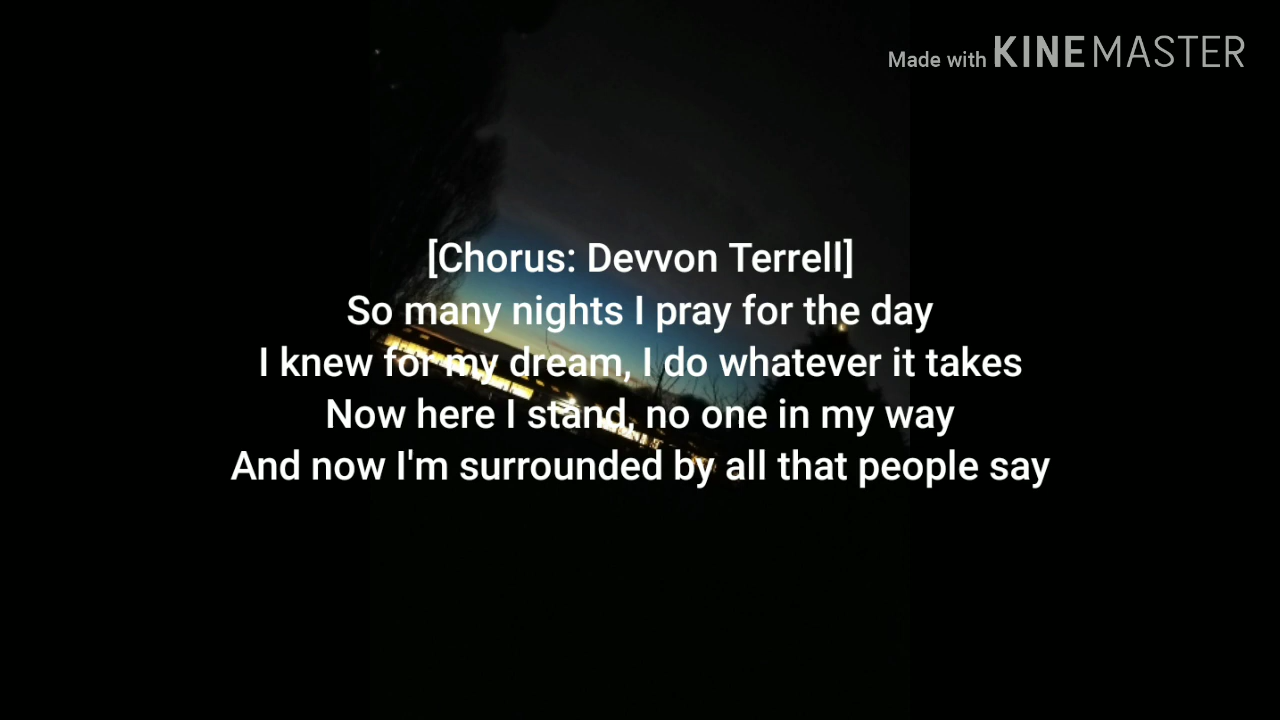 Made with KINEMASTER
[Chorus: Devvon Terrell]
So many nights I pray for the day
I knew for my dream, I do whatever it takes
Now here I stand, no one in my way
And now I'm surrounded by all that people say